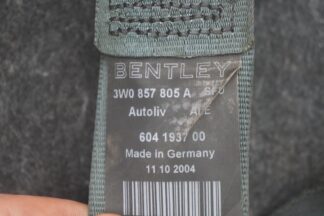 BENTLEY
3W0 857 805 A
Autoliv
604 1937 00
Made in Germany
11 10 2004